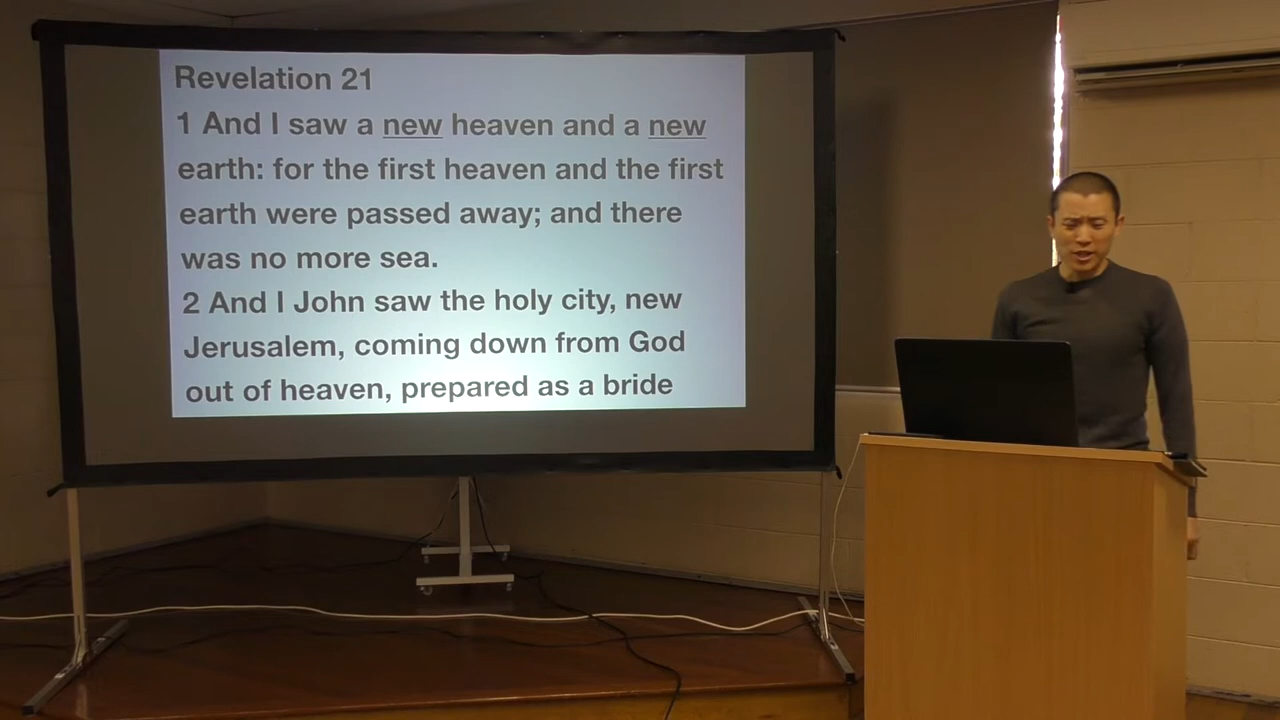 Revelation 21
1 And I saw a new heaven and a new
earth: for the first heaven and the first
earth were passed away; and there
was no more sea.
2 And I John saw the holy city, new
Jerusalem, coming down from God
out of heaven, prepared as a bride